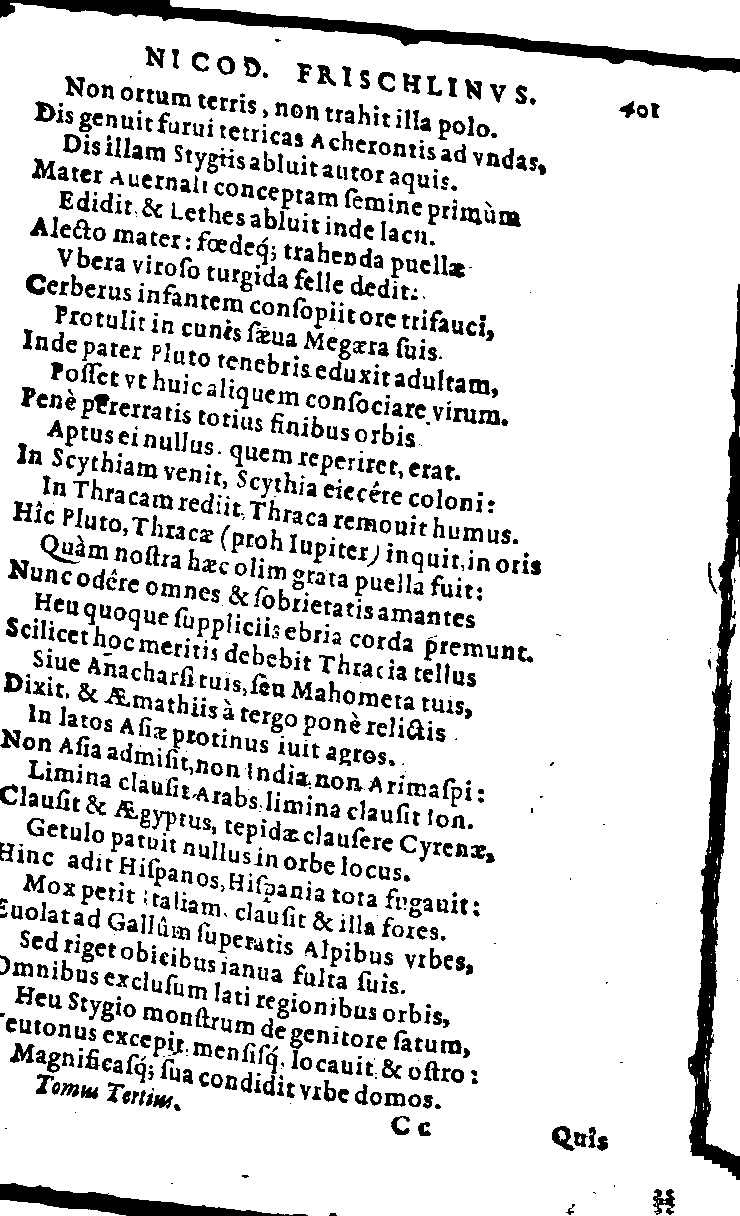 NICOD. FRISCHLINVS. 401
Non ortum terris, non trahit illa polo.
Dis genuit furui tetricas Acherontis ad vndas,
Dis illam Stygiis abluit autor aquis.
Mater Auernali conceptam ſemine primùm
Edidit & Lethes abluit inde lacu.
Alecto mater: fœdeq́; trahenda puellæ
Vbera viroſo turgida felle dedit:
Cerberus infantem conſopiit ore trifauci,
Protulit in cunis ſæua Megæra ſuis.
Inde pater Pluto tenebris eduxit adultam,
Poſſet vt huic aliquem conſociare virum.
Penè pererratis totius finibus orbis
Aptus ei nullus, quem reperiret, erat.
In Scythiam venit, Scythia eiecére coloni:
In Thracam rediit, Thraca remouit humus.
Hîc Pluto, Thracæ (proh Iupiter) inquit, in oris
Quàm noſtra hæc olim grata puella fuit:
Nunc odére omnes & ſobrietatis amantes
Heu quoque ſuppliciis ebria corda premunt.
Scilicet hoc meritis debebit Thracia tellus
Siue Anacharſi tuis, ſeu Mahometa tuis,
Dixit, & Æmathiis à tergo ponè relictis
In latos Aſiæ protinus iuit agros.
Non Aſia admiſit, non India, non Arimaſpi:
Limina clauſit Arabs, limina clauſit Ion.
Clauſit & Ægyptus, tepidæ clauſere Cyrenæ,
Getulo patuit nullus in orbe locus.
Hinc adit Hiſpanos, Hiſpania tota fugauit:
Mox petit Italiam, clauſit & illa fores.
Euolat ad Gallûm ſuperatis Alpibus vrbes,
Sed riget obicibus ianua fulta ſuis.
Omnibus excluſum lati regionibus orbis,
Heu Stygio monſtrum de genitore ſatum,
Teutonus excepit, menſiſq́, locauit & oſtro:
Magnificaſq́; ſua condidit vrbe domos.
Tomus Tertius. C c Quis